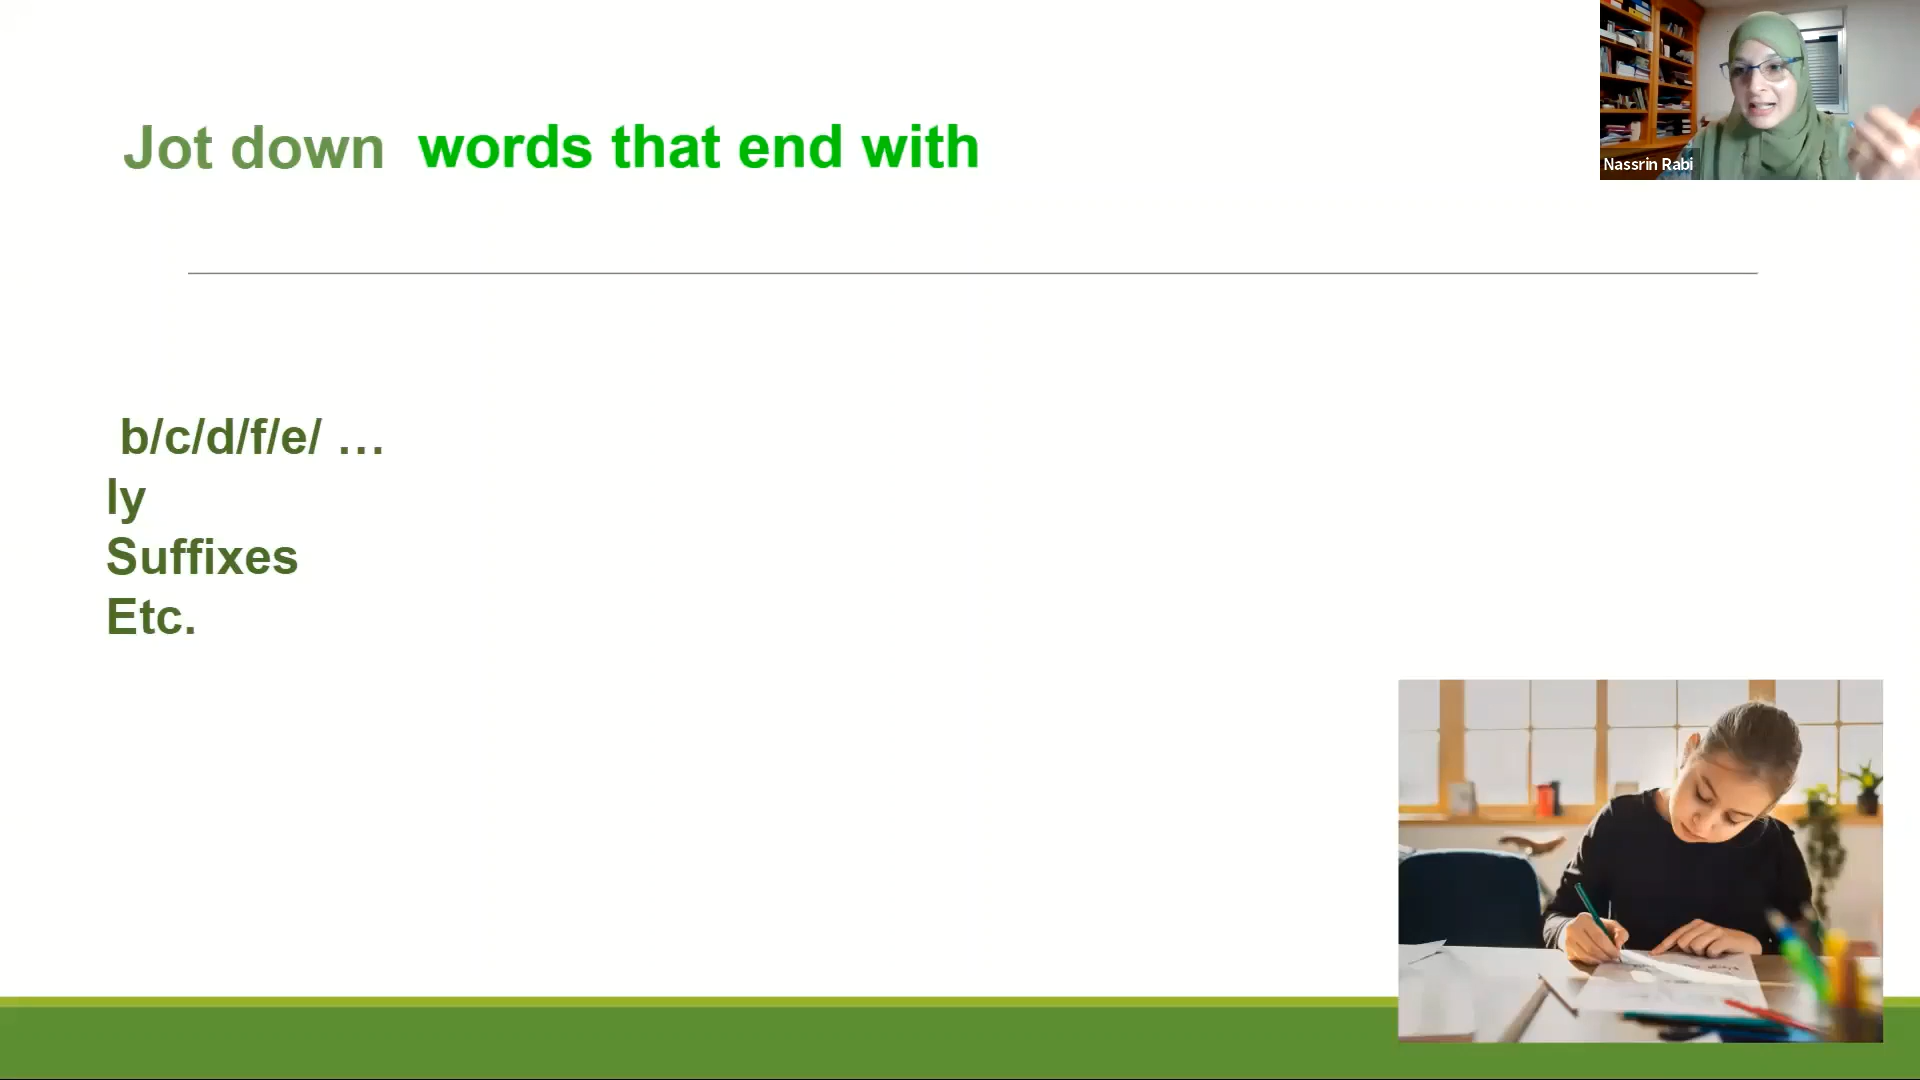 Jot down words that end with
Nassrin Rabi
b/c/d/f/e/ …
ly
Suffixes
Etc.